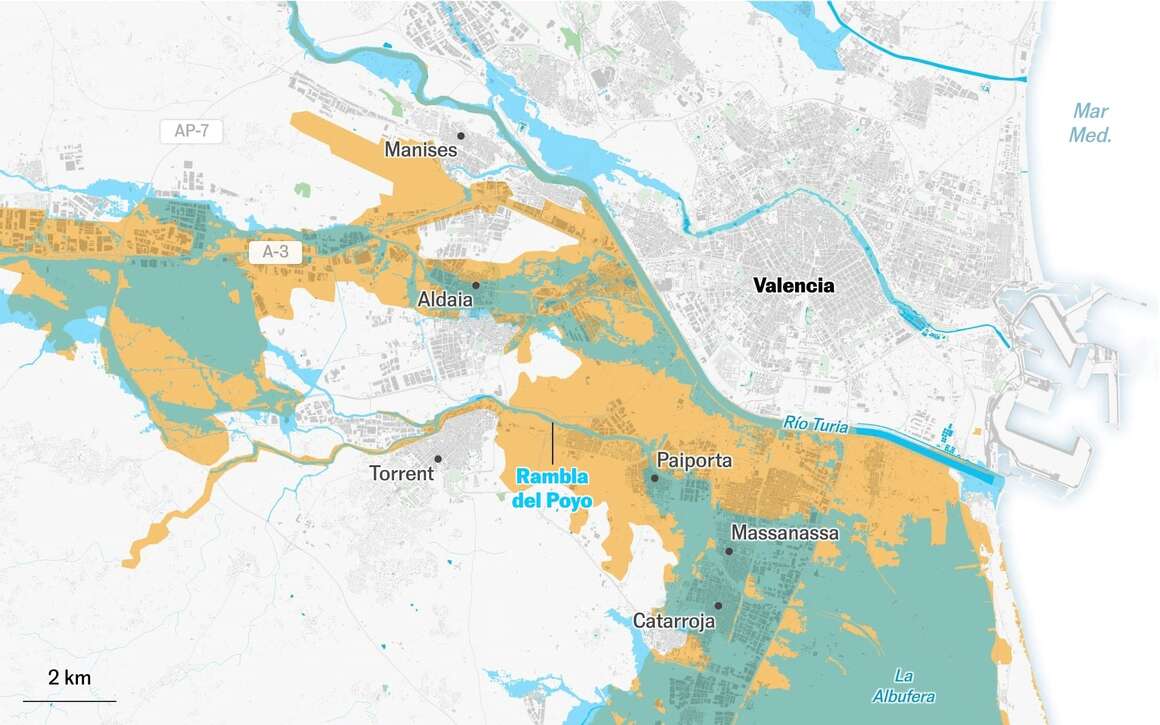 Mar
Med.
AP-7
Manises
A-3
Aldaia
Valencia
Río Turia
Torrent
Rambla
del Poyo
Paiporta
Massanassa
Catarroja
2 km
La
Albufera